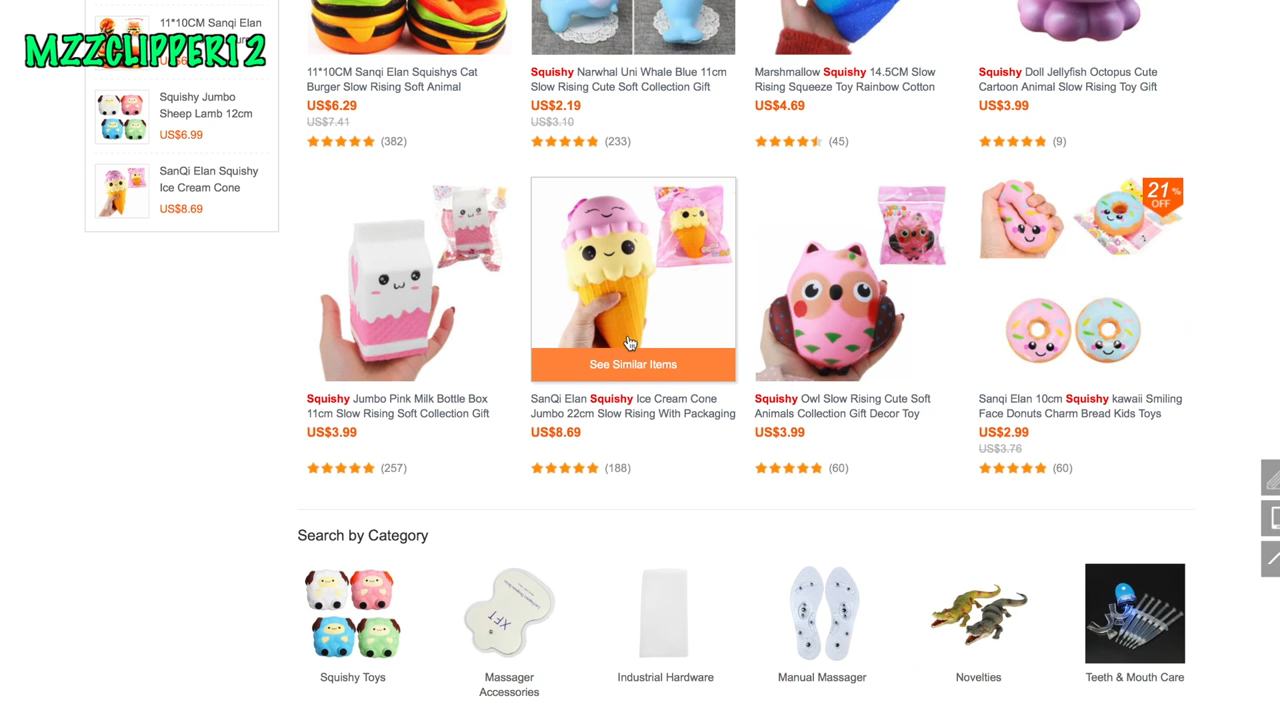 11*10CM Sanqi Elan
MZZCLIPPER12
Squishy Jumbo
Sheep Lamb 12cm
US$6.99
SanQi Elan Squishy
Ice Cream Cone
US$8.69
11*10CM Sanqi Elan Squishys Cat
Burger Slow Rising Soft Animal
US$6.29
US$7.41
(382)
Squishy Narwhal Uni Whale Blue 11cm
Slow Rising Cute Soft Collection Gift
US$2.19
US$3.10
(233)
Marshmallow Squishy 14.5CM Slow
Rising Squeeze Toy Rainbow Cotton
US$4.69
(45)
Squishy Doll Jellyfish Octopus Cute
Cartoon Animal Slow Rising Toy Gift
US$3.99
(9)
See Similar Items
21%
OFF
Squishy Jumbo Pink Milk Bottle Box
11cm Slow Rising Soft Collection Gift
US$3.99
(257)
SanQi Elan Squishy Ice Cream Cone
Jumbo 22cm Slow Rising With Packaging
US$8.69
(188)
Squishy Owl Slow Rising Cute Soft
Animals Collection Gift Decor Toy
US$3.99
(60)
Sanqi Elan 10cm Squishy kawaii Smiling
Face Donuts Charm Bread Kids Toys
US$2.99
US$3.76
(60)
Search by Category
XFT
Squishy Toys
Massager
Accessories
Industrial Hardware
Manual Massager
Novelties
Teeth & Mouth Care